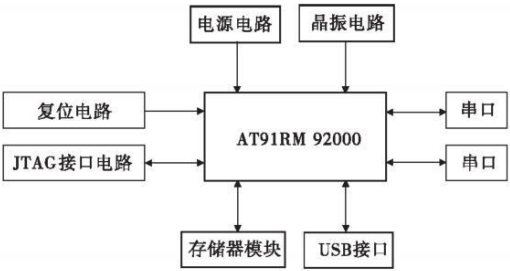 电源电路
晶振电路
复位电路
AT91RM 92000
串口
JTAG接口电路
串口
存储器模块
USB接口